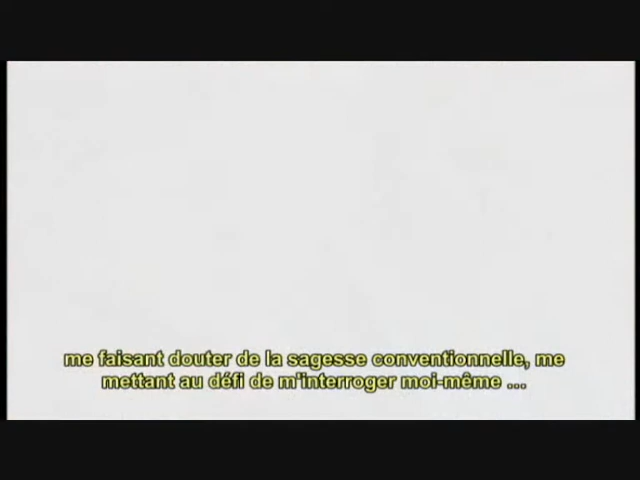 me faisant douter de la sagesse conventionnelle, me
mettant au défi de m'interroger moi-même ...